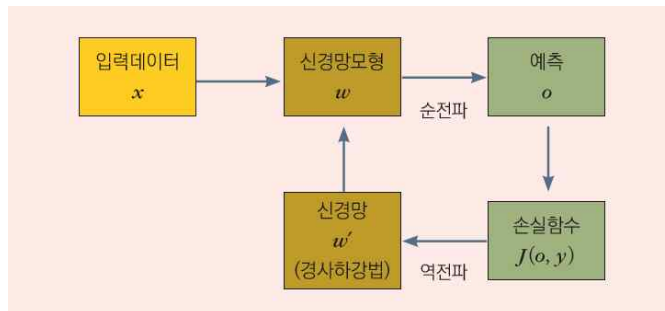 입력데이터
x
신경망모형
w
순전파
예측
o
신경망
w′
(경사하강법)
역전파
손실함수
J(o, y)